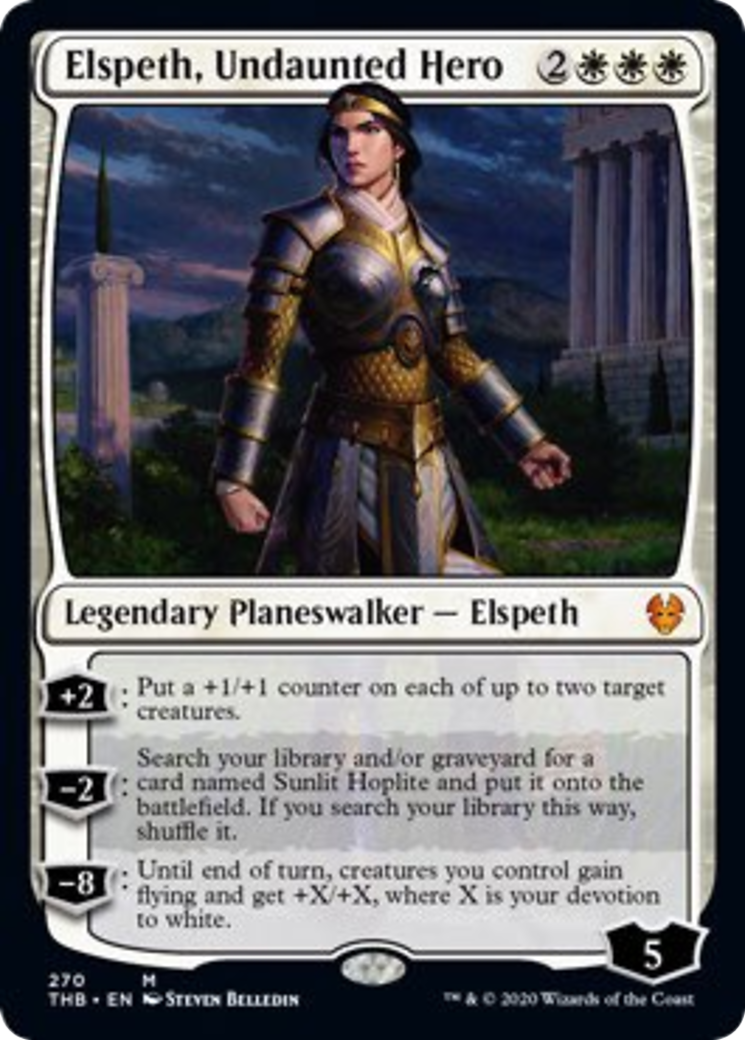 Elspeth, Undaunted Hero 2
Legendary Planeswalker — Elspeth
+2 : Put a +1/+1 counter on each of up to two target
creatures.
Search your library and/or graveyard for a
−2 : card named Sunlit Hoplite and put it onto the
battlefield. If you search your library this way,
shuffle it.
−8 : Until end of turn, creatures you control gain
flying and get +X/+X, where X is your devotion
to white.
5
270 M
THB • EN Steven Belledin ™ & © 2020 Wizards of the Coast